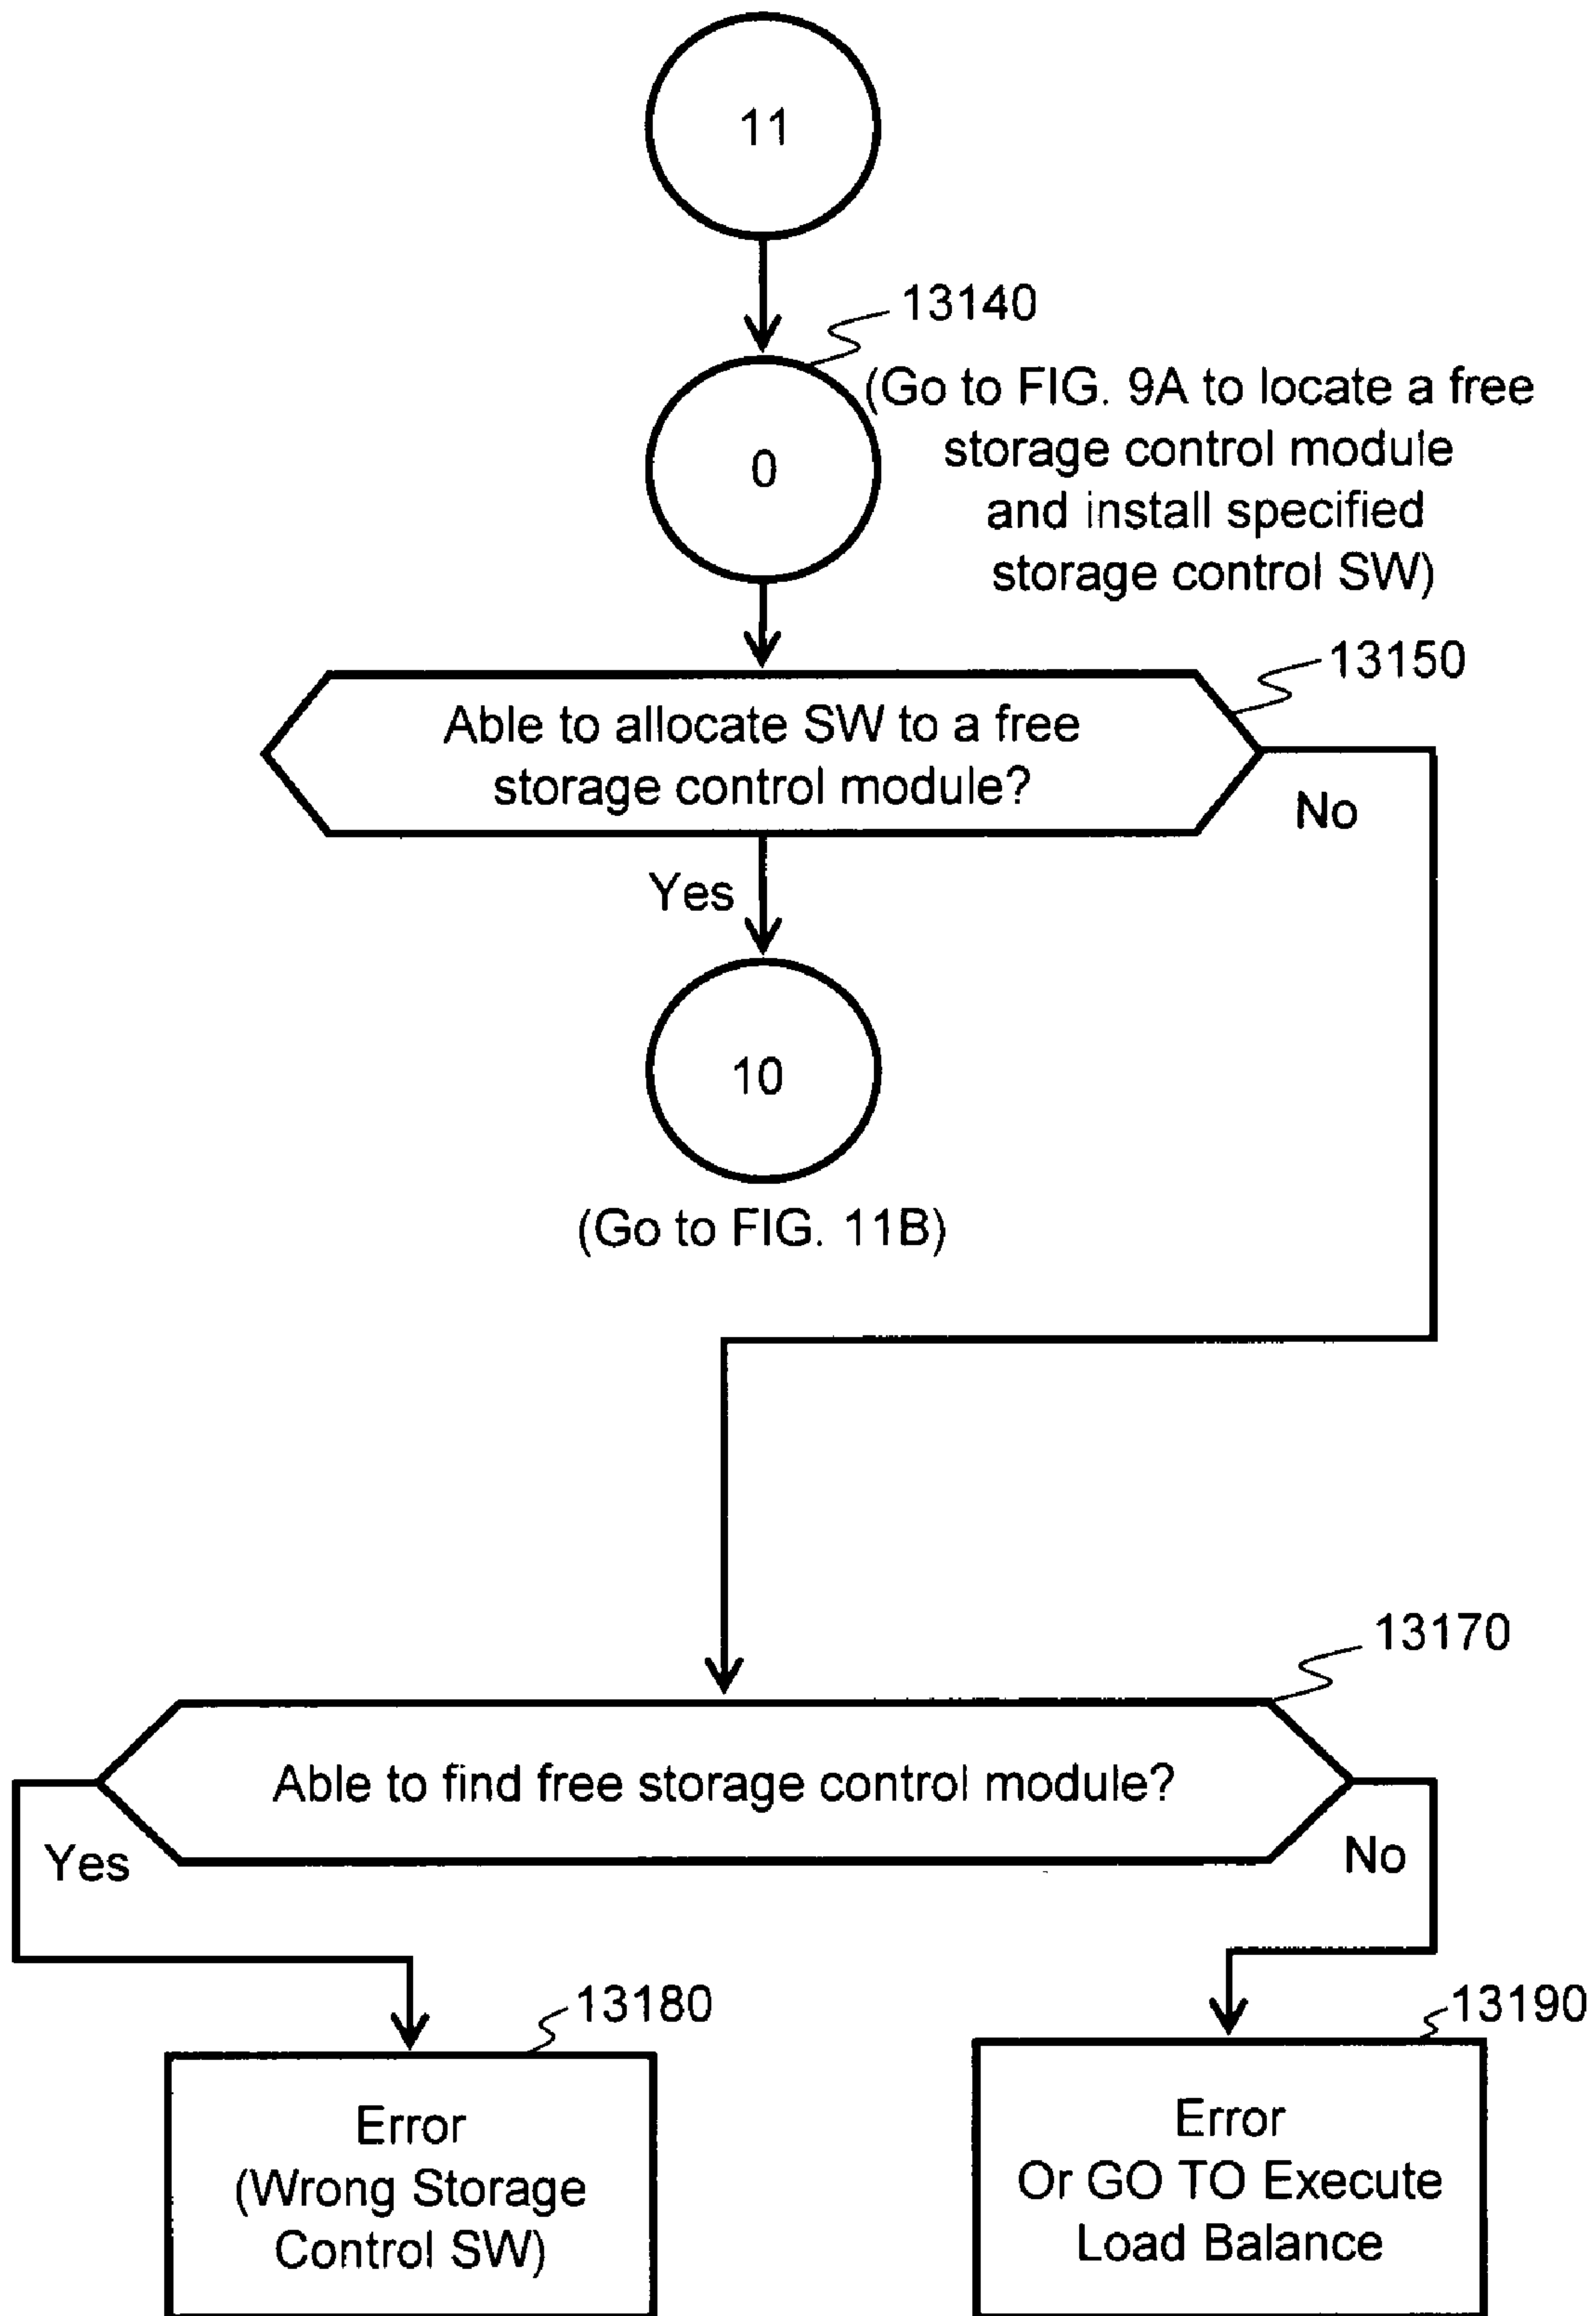 11
13140
(Go to FIG. 9A to locate a free
storage control module
and install specified
storage control SW)
0
13150
Able to allocate SW to a free
storage control module?
No
Yes
10
(Go to FIG. 11B)
13170
Able to find free storage control module?
Yes
No
13180
13190
Error
(Wrong Storage
Control SW)
Error
Or GO TO Execute
Load Balance